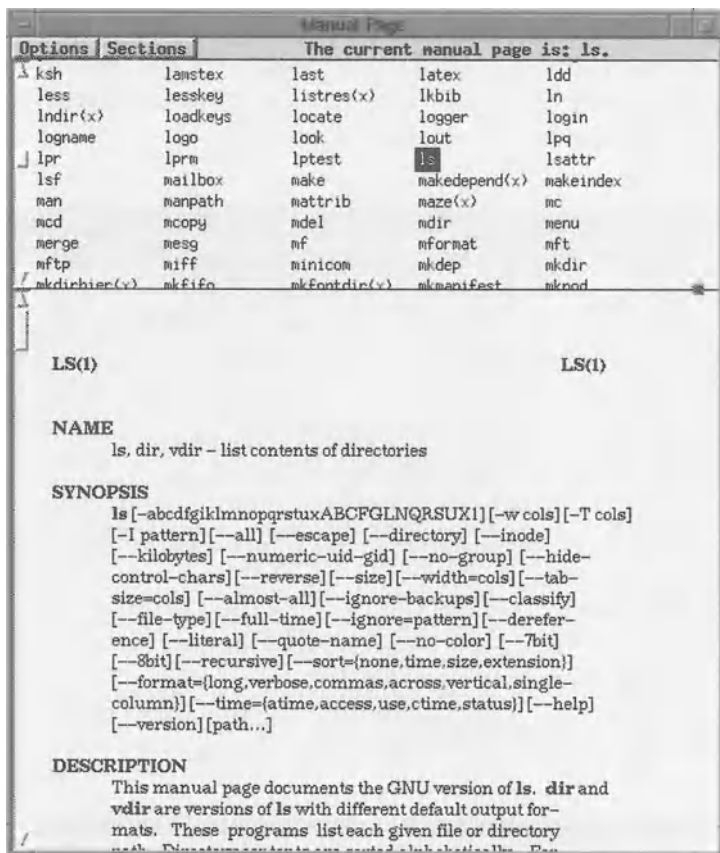 Manual Page
Options Sections The current manual page is: ls.
ksh lamstex last latex ldd
less lesskey listres(x) lkbib ln
lndir(x) loadkeys locate logger login
logname logo look lout lpq
lpr lprm lptest ls lsattr
lsf mailbox make makedepend(x) makeindex
man manpath mattrib maze(x) mc
mcd mcopy mdel mdir menu
merge mesg mf mformat mft
mftp miff minicom mkdep mkdir
mkdirhier(x) mkfifo mkfontdir(x) mkmanifest mknod
LS(1) LS(1)
NAME
ls, dir, vdir – list contents of directories
SYNOPSIS
ls [–abcdfgiklmnopqrstuxABCFGLNQRSUX1] [–w cols] [–T cols]
[–I pattern] [––all] [––escape] [––directory] [––inode]
[––kilobytes] [––numeric–uid–gid] [––no–group] [––hide–
control–chars] [––reverse] [––size] [––width=cols] [––tab–
size=cols] [––almost–all] [––ignore–backups] [––classify]
[––file–type] [––full–time] [––ignore=pattern] [––derefer–
ence] [––literal] [––quote–name] [––no–color] [––7bit]
[––8bit] [––recursive] [––sort={none,time,size,extension}]
[––format={long,verbose,commas,across,vertical,single–
column}] [––time={atime,access,use,ctime,status}] [––help]
[––version] [path...]
DESCRIPTION
This manual page documents the GNU version of ls. dir and
vdir are versions of ls with different default output for–
mats. These programs list each given file or directory